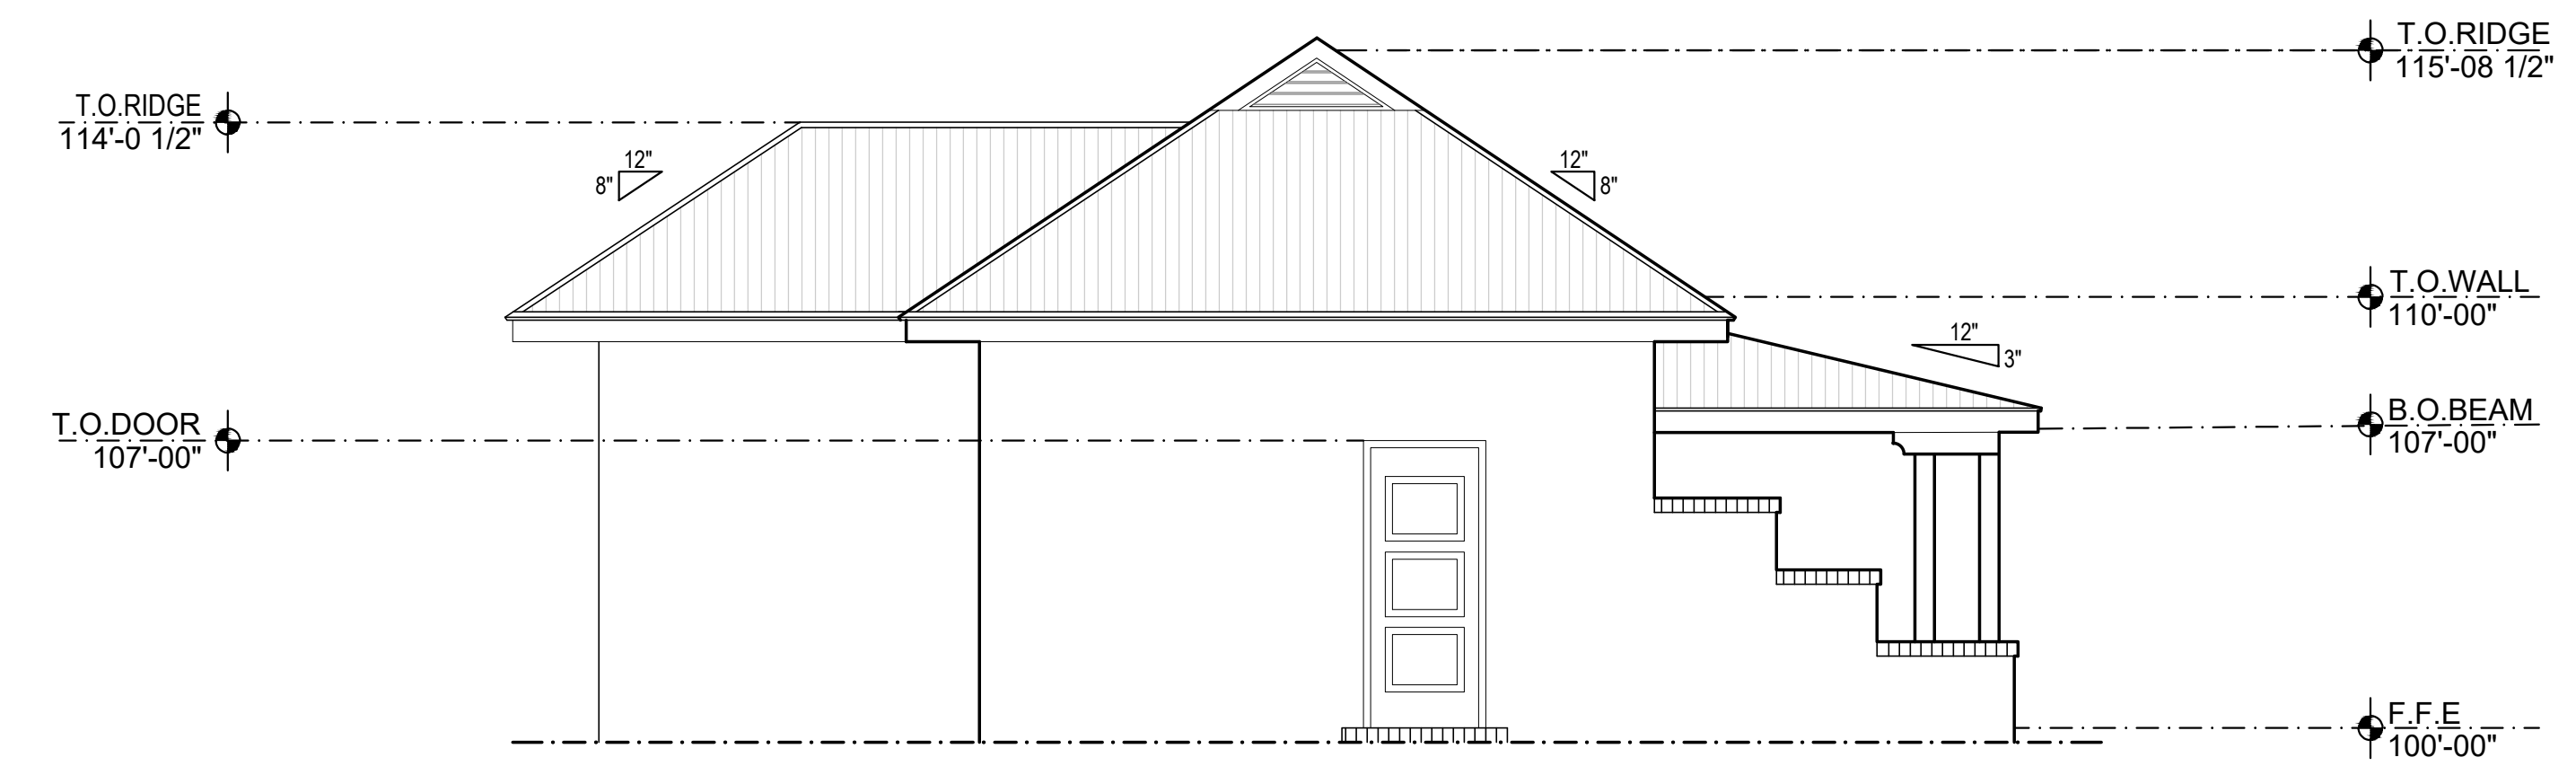 T.O.RIDGE
115'-08 1/2"
T.O.RIDGE
114'-0 1/2"
12"
8"
12"
8"
T.O.WALL
110'-00"
12"
3"
T.O.DOOR
107'-00"
B.O.BEAM
107'-00"
F.F.E
100'-00"